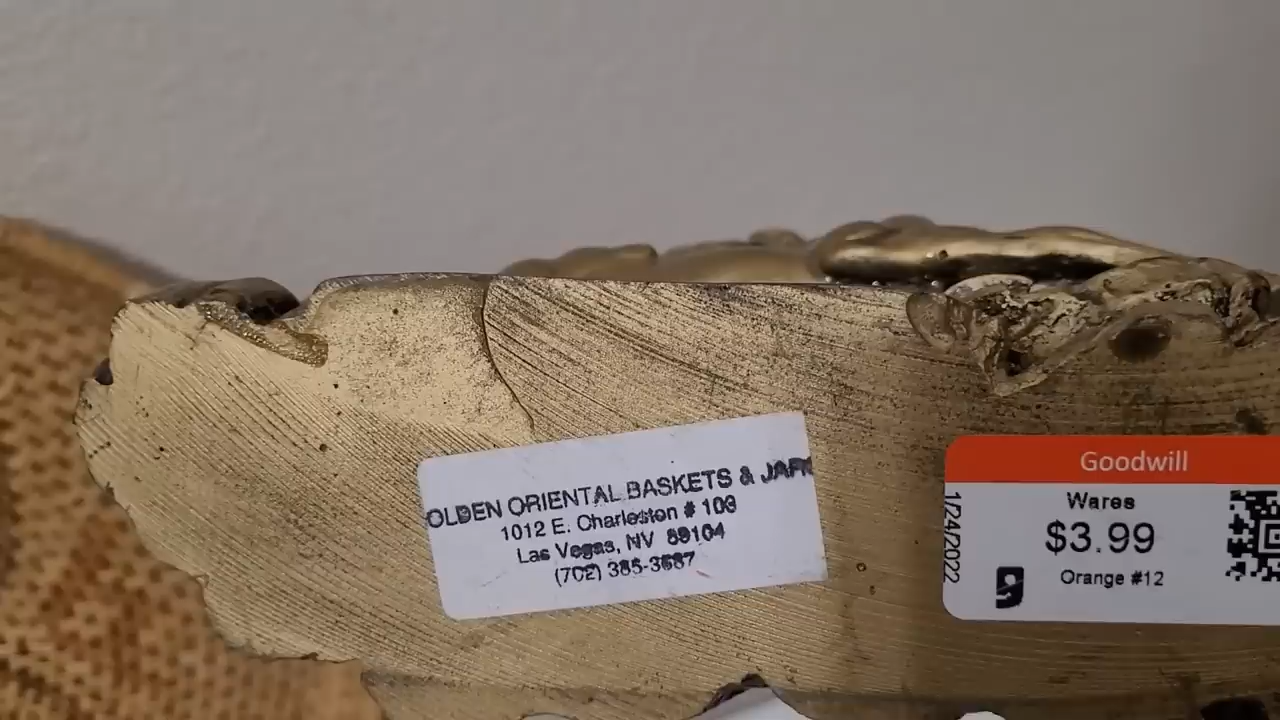 OLDEN ORIENTAL BASKETS & JAR
1012 E. Charleston # 103
Las Vegas, NV 89104
(702) 385-3567
Goodwill
Wares
$3.99
Orange #12
1/24/2022